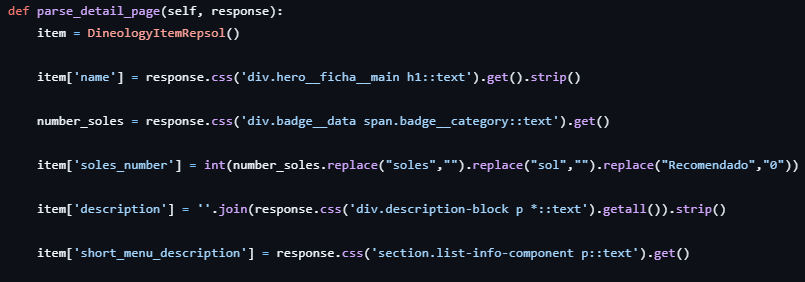 def parse_detail_page(self, response):
item = DineologyItemRepsol()
item['name'] = response.css('div.hero__ficha__main h1::text').get().strip()
number_soles = response.css('div.badge__data span.badge__category::text').get()
item['soles_number'] = int(number_soles.replace("soles","").replace("sol","").replace("Recomendado","0"))
item['description'] = ''.join(response.css('div.description-block p *::text').getall()).strip()
item['short_menu_description'] = response.css('section.list-info-component p::text').get()